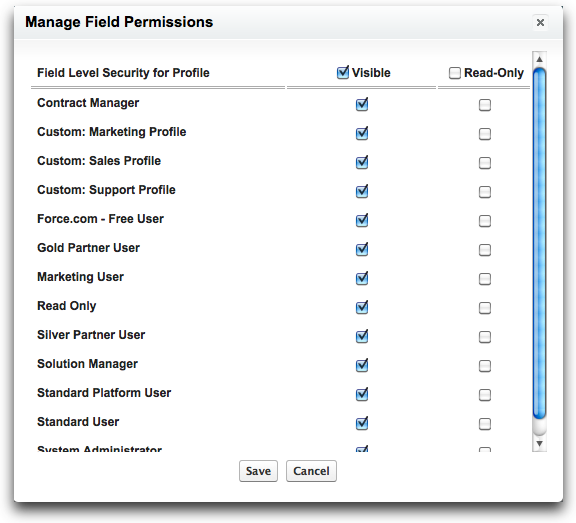 Manage Field Permissions
Field Level Security for Profile Visible Read-Only
Contract Manager
Custom: Marketing Profile
Custom: Sales Profile
Custom: Support Profile
Force.com - Free User
Gold Partner User
Marketing User
Read Only
Silver Partner User
Solution Manager
Standard Platform User
Standard User
System Administrator
Save Cancel